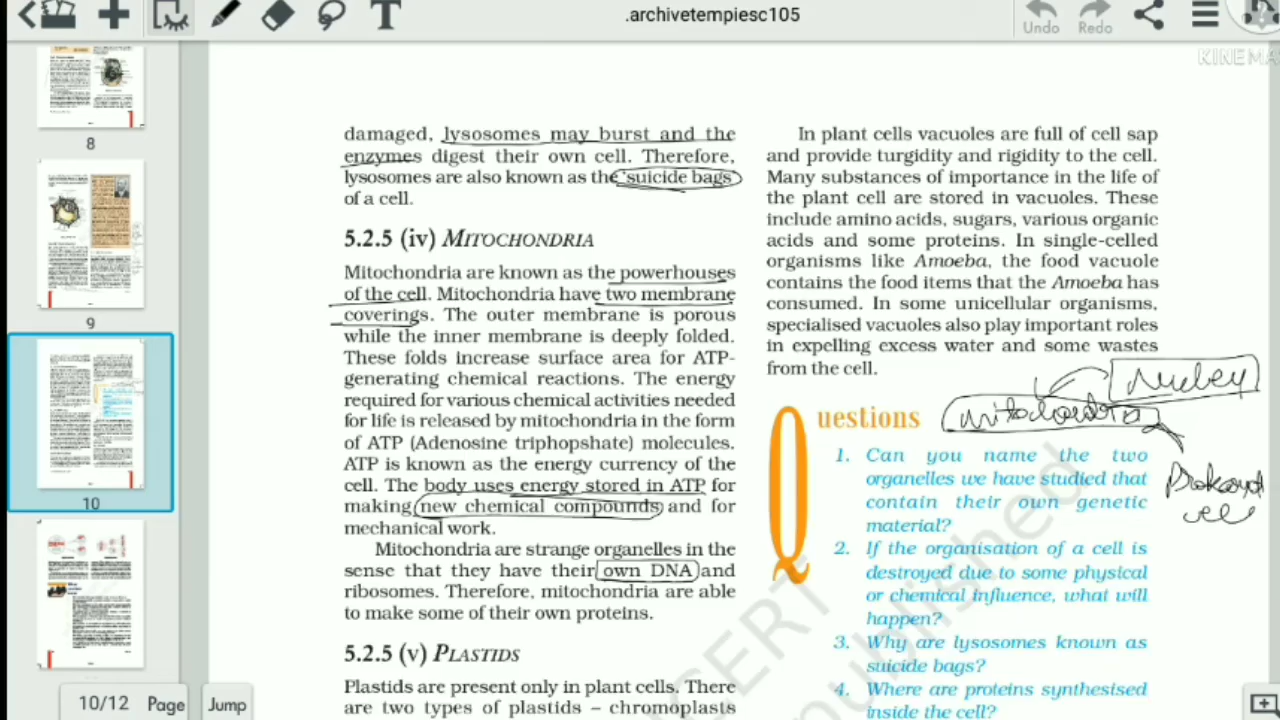 .archivetempiesc105
Undo Redo
KINEMA
8
9
10
10/12 Page Jump
damaged, lysosomes may burst and the
enzymes digest their own cell. Therefore,
lysosomes are also known as the 'suicide bags'
of a cell.
5.2.5 (iv) MITOCHONDRIA
Mitochondria are known as the powerhouses
of the cell. Mitochondria have two membrane
coverings. The outer membrane is porous
while the inner membrane is deeply folded.
These folds increase surface area for ATP-
generating chemical reactions. The energy
required for various chemical activities needed
for life is released by mitochondria in the form
of ATP (Adenosine triphopshate) molecules.
ATP is known as the energy currency of the
cell. The body uses energy stored in ATP for
making new chemical compounds and for
mechanical work.
Mitochondria are strange organelles in the
sense that they have their own DNA and
ribosomes. Therefore, mitochondria are able
to make some of their own proteins.
5.2.5 (v) PLASTIDS
Plastids are present only in plant cells. There
are two types of plastids – chromoplasts
In plant cells vacuoles are full of cell sap
and provide turgidity and rigidity to the cell.
Many substances of importance in the life of
the plant cell are stored in vacuoles. These
include amino acids, sugars, various organic
acids and some proteins. In single-celled
organisms like Amoeba, the food vacuole
contains the food items that the Amoeba has
consumed. In some unicellular organisms,
specialised vacuoles also play important roles
in expelling excess water and some wastes
from the cell.
mitochondria
cell
Questions
1. Can you name the two
organelles we have studied that
contain their own genetic
material?
2. If the organisation of a cell is
destroyed due to some physical
or chemical influence, what will
happen?
3. Why are lysosomes known as
suicide bags?
4. Where are proteins synthesised
inside the cell?